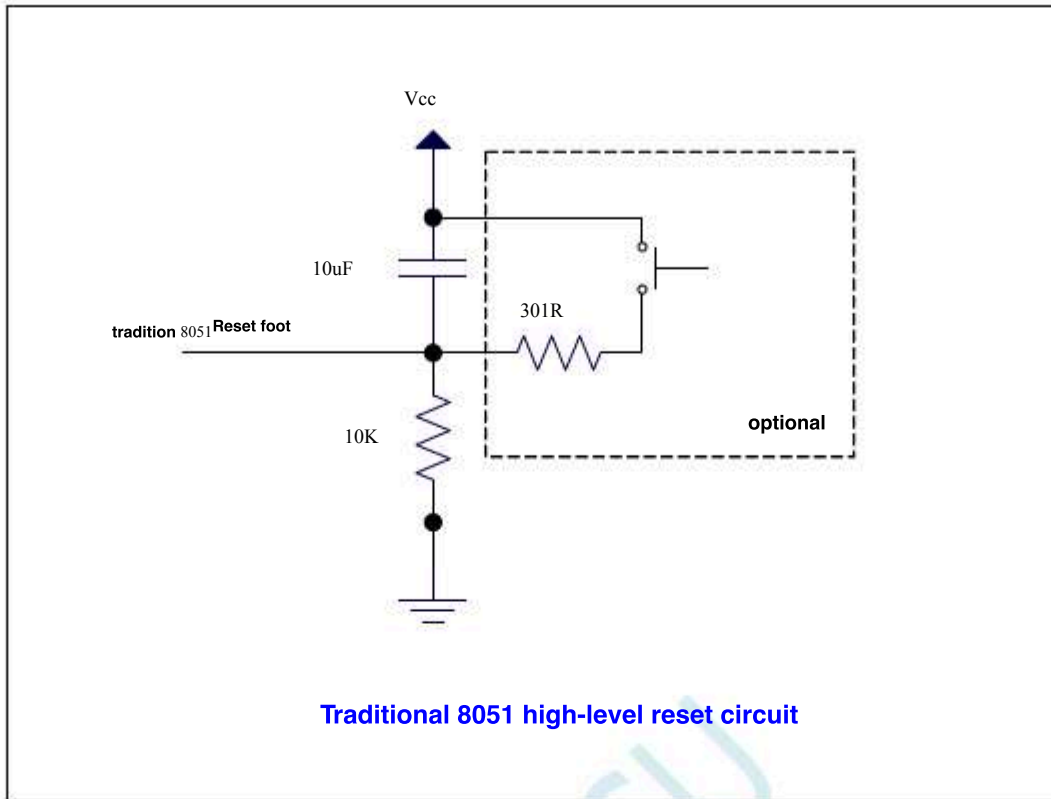 Vcc
10uF
301R
tradition 8051 Reset foot
10K
optional
Traditional 8051 high-level reset circuit